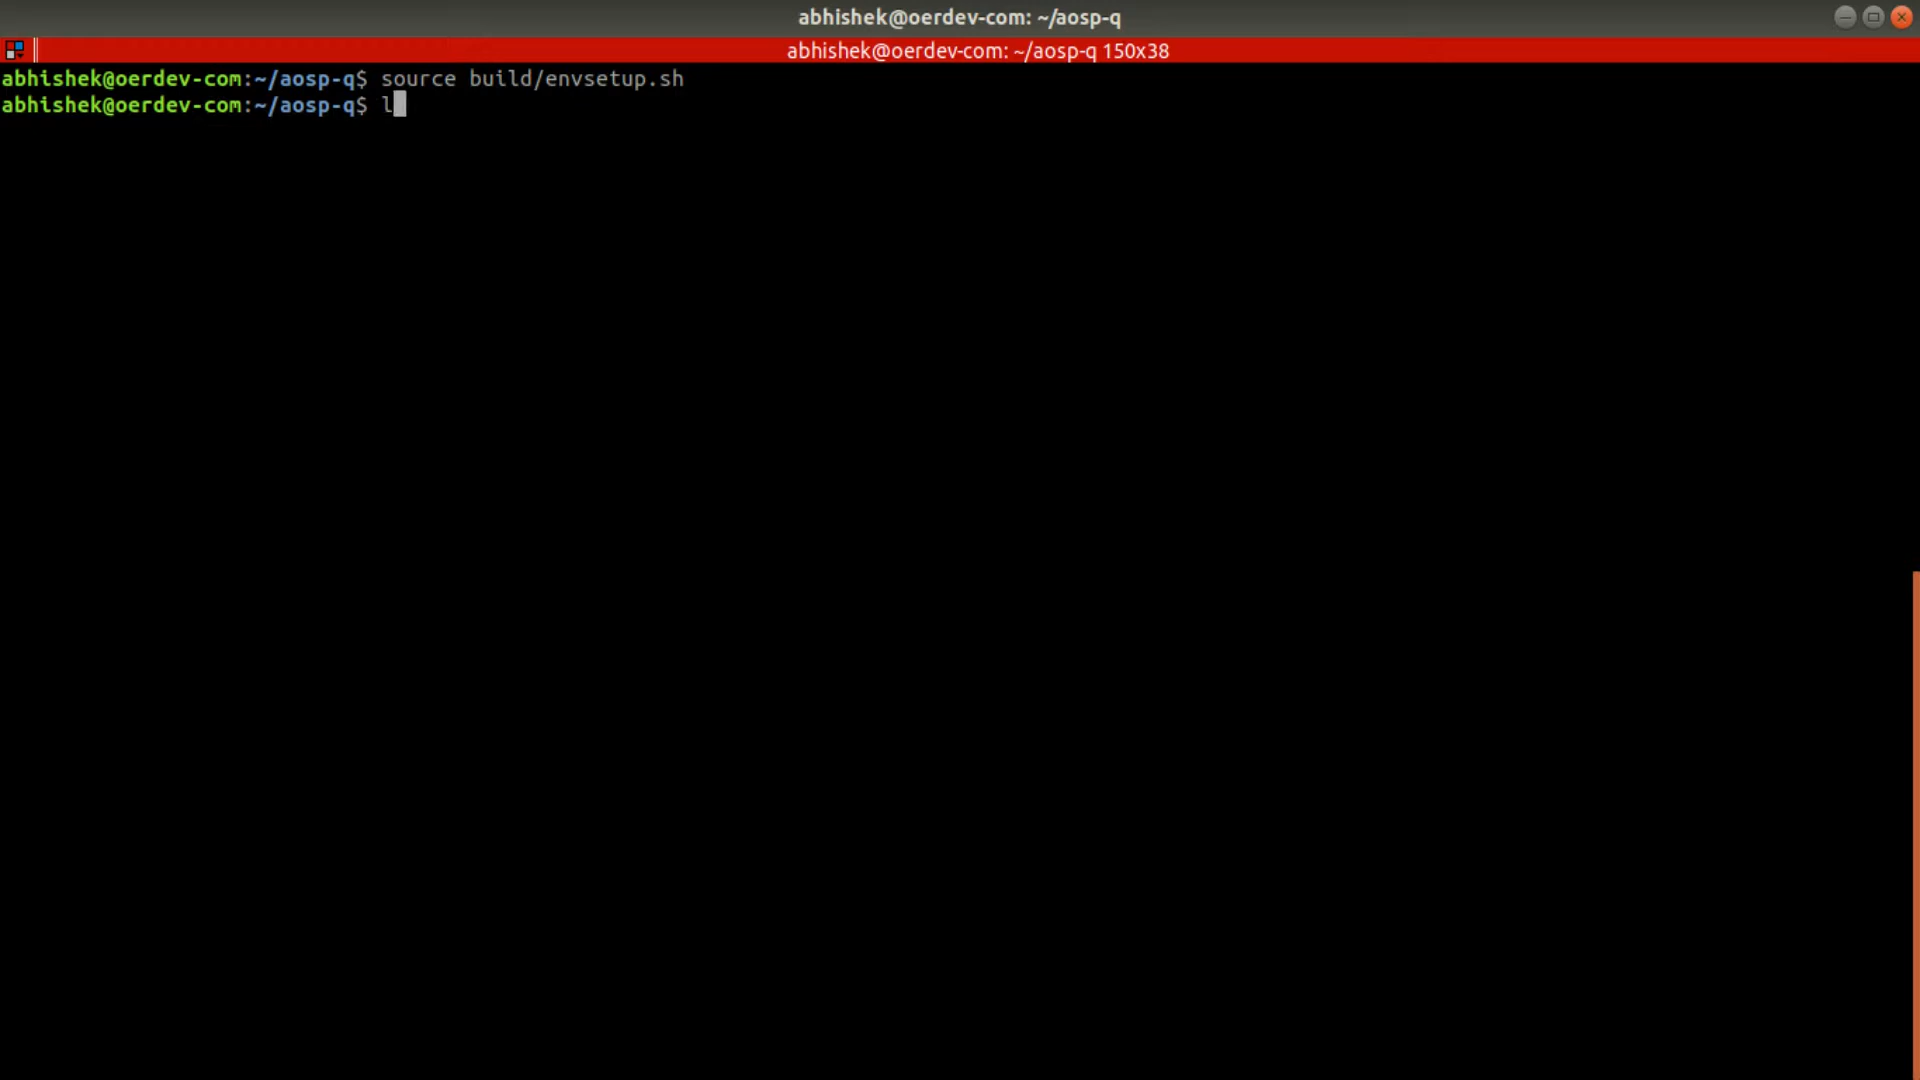 abhishek@oerdev-com: ~/aosp-q
abhishek@oerdev-com: ~/aosp-q 150x38
abhishek@oerdev-com:~/aosp-q$ source build/envsetup.sh
abhishek@oerdev-com:~/aosp-q$ l